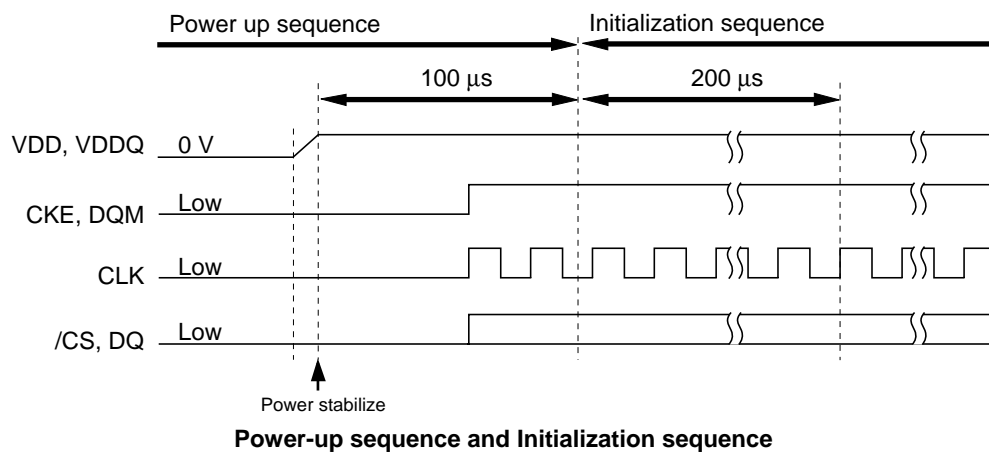 Power up sequence
Initialization sequence
100 μs
200 μs
VDD, VDDQ
0 V
CKE, DQM
Low
CLK
Low
/CS, DQ
Low
Power stabilize
Power-up sequence and Initialization sequence